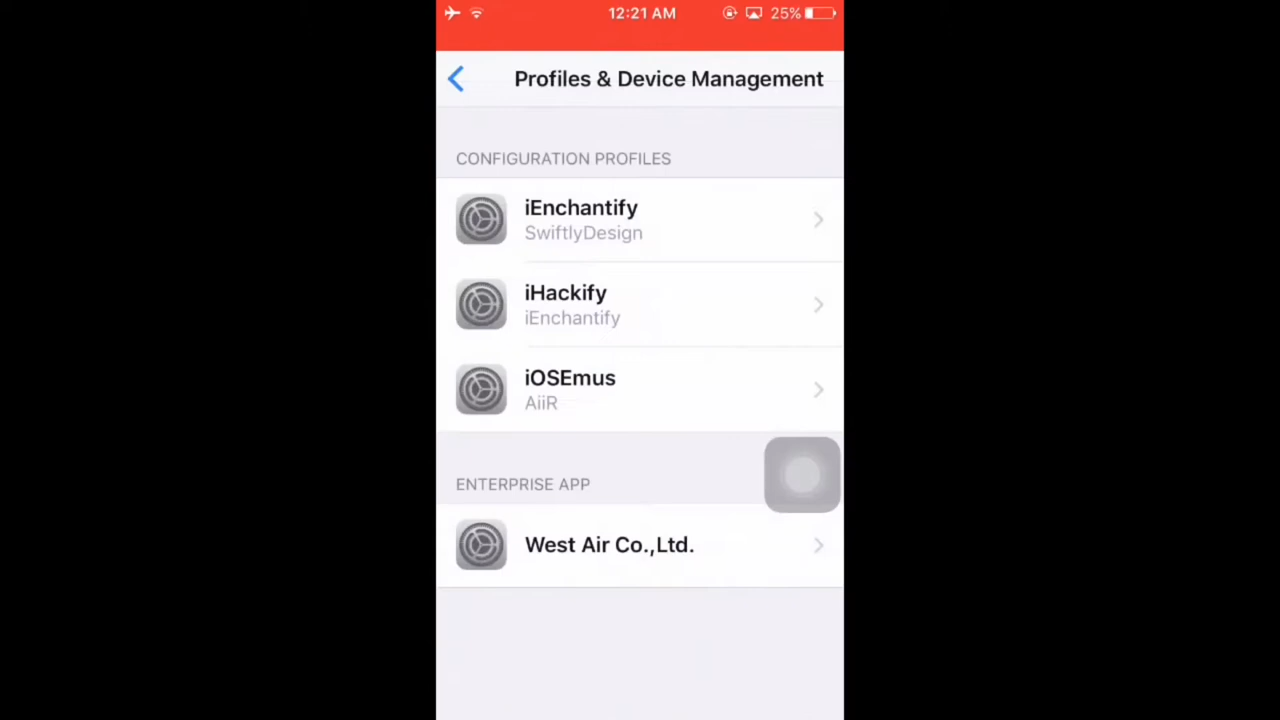 12:21 AM 25%
Profiles & Device Management
CONFIGURATION PROFILES
iEnchantify
SwiftlyDesign
iHackify
iEnchantify
iOSEmus
AiiR
ENTERPRISE APP
West Air Co.,Ltd.